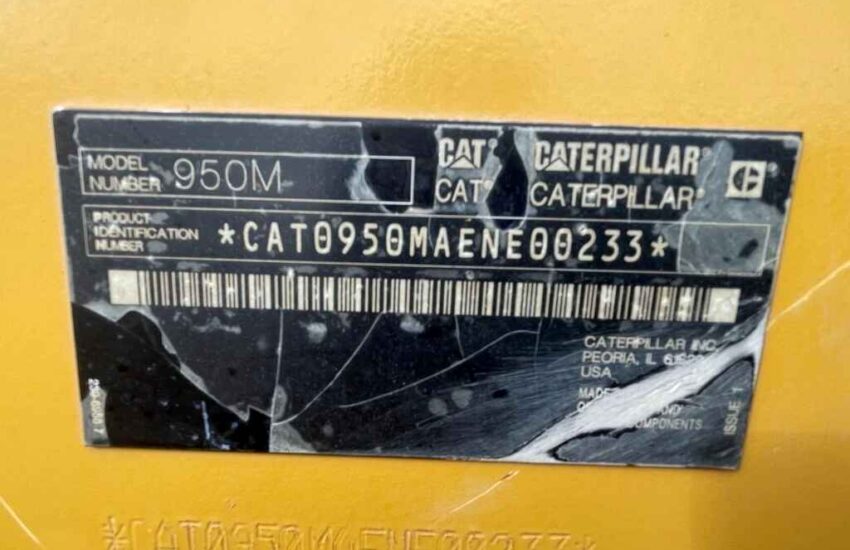 MODEL NUMBER 950M
CAT CATERPILLAR
CAT CATERPILLAR
PRODUCT IDENTIFICATION NUMBER *CAT0950MAENE00233*
CATERPILLAR INC.
PEORIA, IL
USA
MADE
COMPONENTS
ISSUE 1